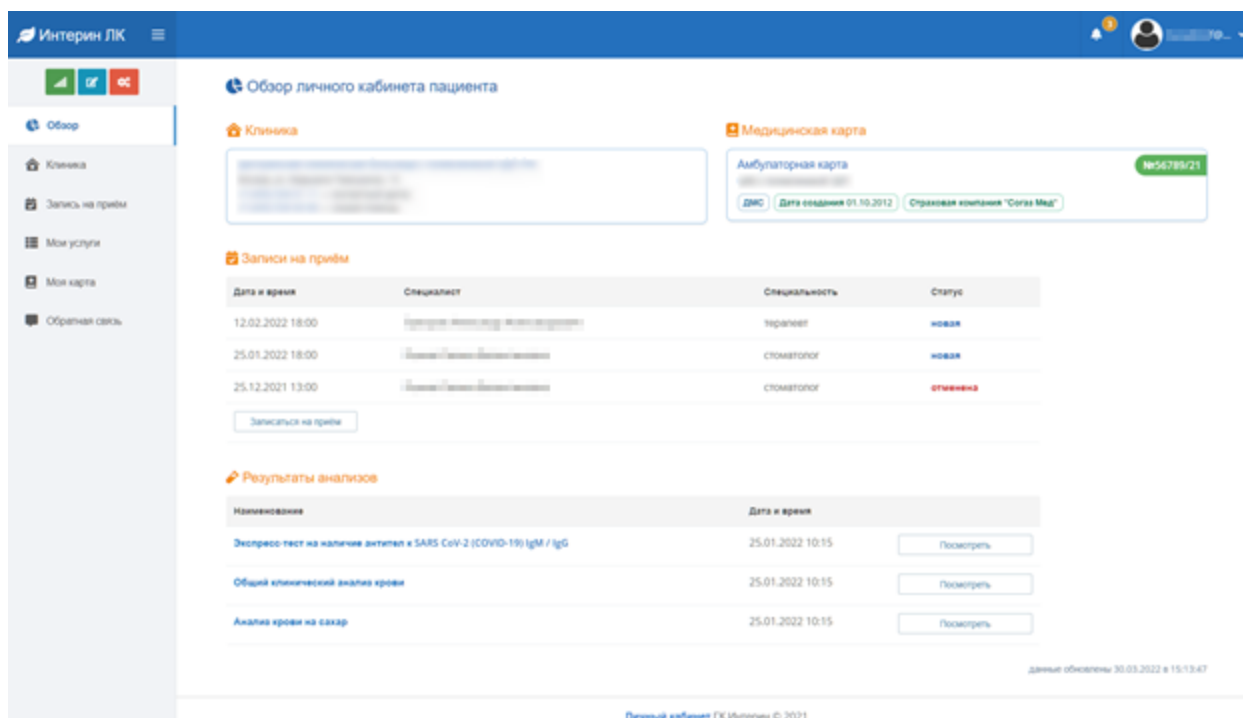 Интерин ЛК
3
Обзор
Клиника
Запись на приём
Мои услуги
Моя карта
Обратная связь
Обзор личного кабинета пациента
Клиника
Медицинская карта
Амбулаторная карта
№56789/21
ДМС Дата создания 01.10.2012 Страховая компания "Согаз Мед"
Записи на приём
Дата и время Специалист Специальность Статус
12.02.2022 18:00 терапевт новая
25.01.2022 18:00 стоматолог новая
25.12.2021 13:00 стоматолог отменена
Записаться на приём
Результаты анализов
Наименование Дата и время
Экспресс-тест на наличие антител к SARS CoV-2 (COVID-19) IgM / IgG 25.01.2022 10:15 Посмотреть
Общий клинический анализ крови 25.01.2022 10:15 Посмотреть
Анализ крови на сахар 25.01.2022 10:15 Посмотреть
данные обновлены 30.03.2022 в 15:13:47
Личный кабинет ГК Интерин © 2021